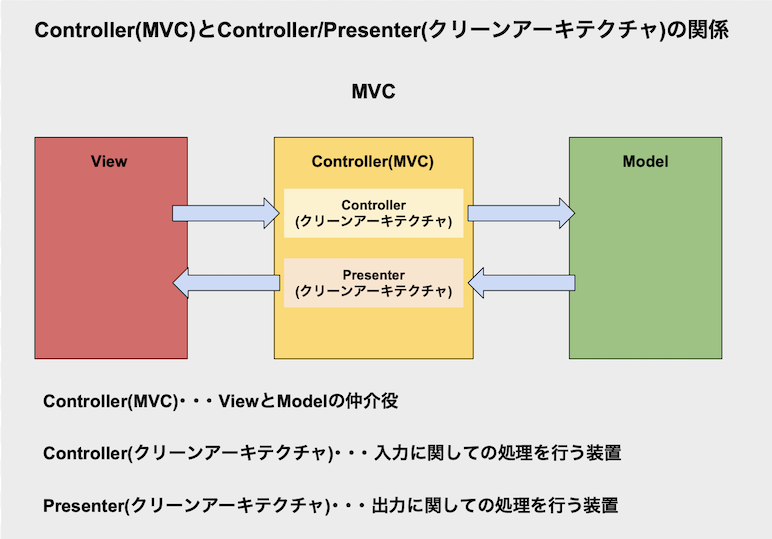 Controller(MVC)とController/Presenter(クリーンアーキテクチャ)の関係
MVC
View
Controller(MVC)
Model
Controller
(クリーンアーキテクチャ)
Presenter
(クリーンアーキテクチャ)
Controller(MVC)・・・ViewとModelの仲介役
Controller(クリーンアーキテクチャ)・・・入力に関しての処理を行う装置
Presenter(クリーンアーキテクチャ)・・・出力に関しての処理を行う装置